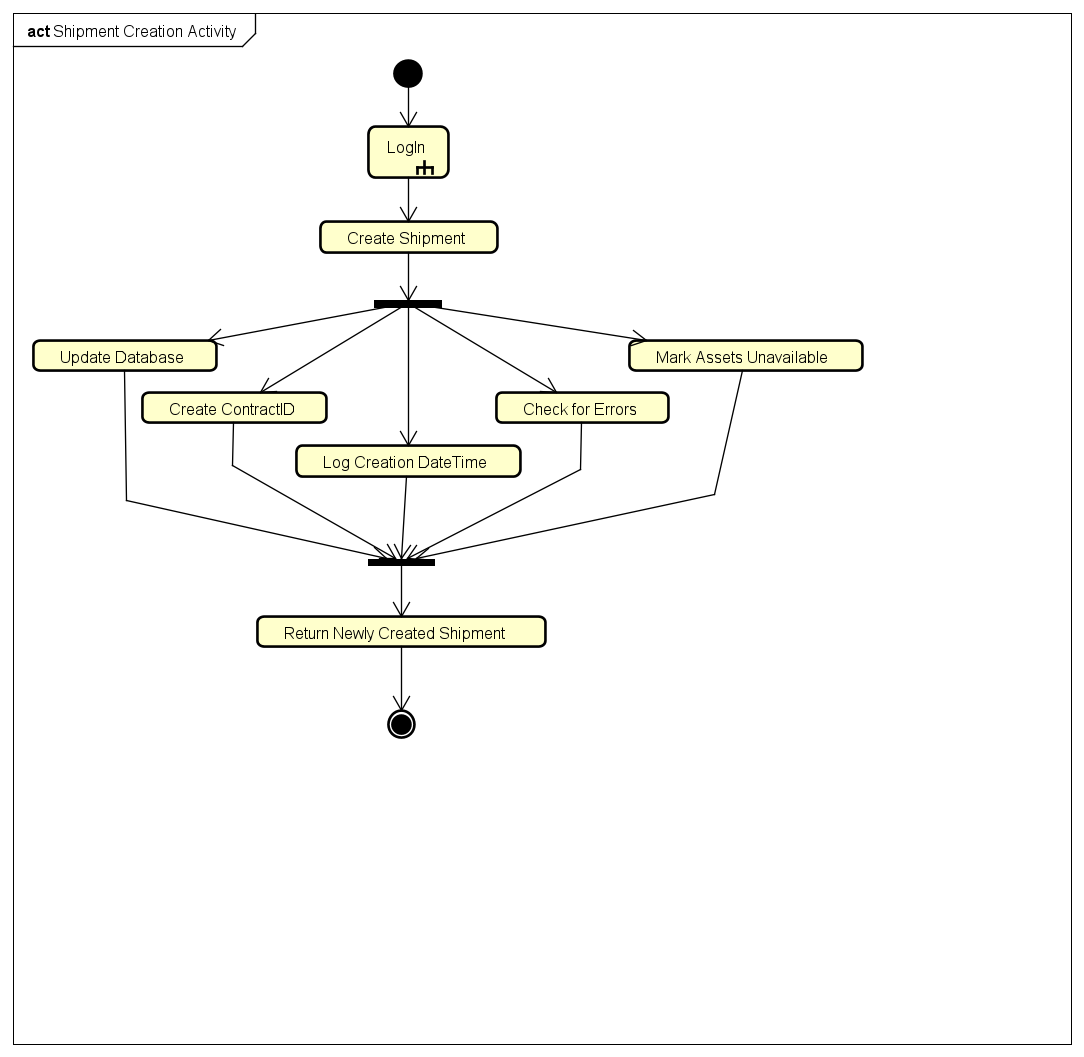 act Shipment Creation Activity
LogIn
Create Shipment
Update Database
Mark Assets Unavailable
Create ContractID
Check for Errors
Log Creation DateTime
Return Newly Created Shipment